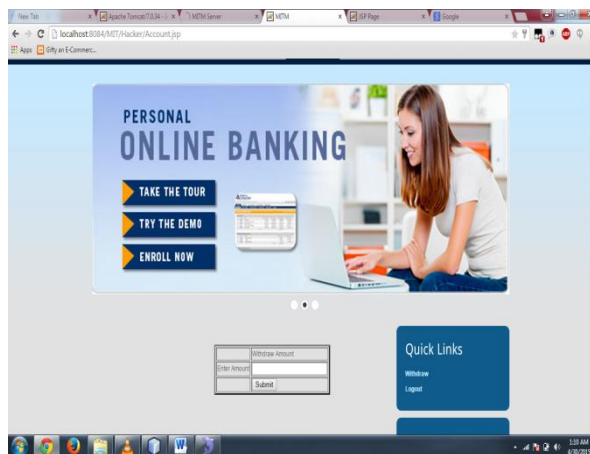 New Tab
Apache Tomcat/7.0.34 -
MITM Server
MITM
JSP Page
Google
localhost:8084/MIT/Hacker/Account.jsp
Apps
Gifty an E-Commerc...
PERSONAL
ONLINE BANKING
TAKE THE TOUR
TRY THE DEMO
ENROLL NOW
Withdraw Amount
Enter Amount
Submit
Quick Links
Withdraw
Logout
1:10 AM
4/30/2015